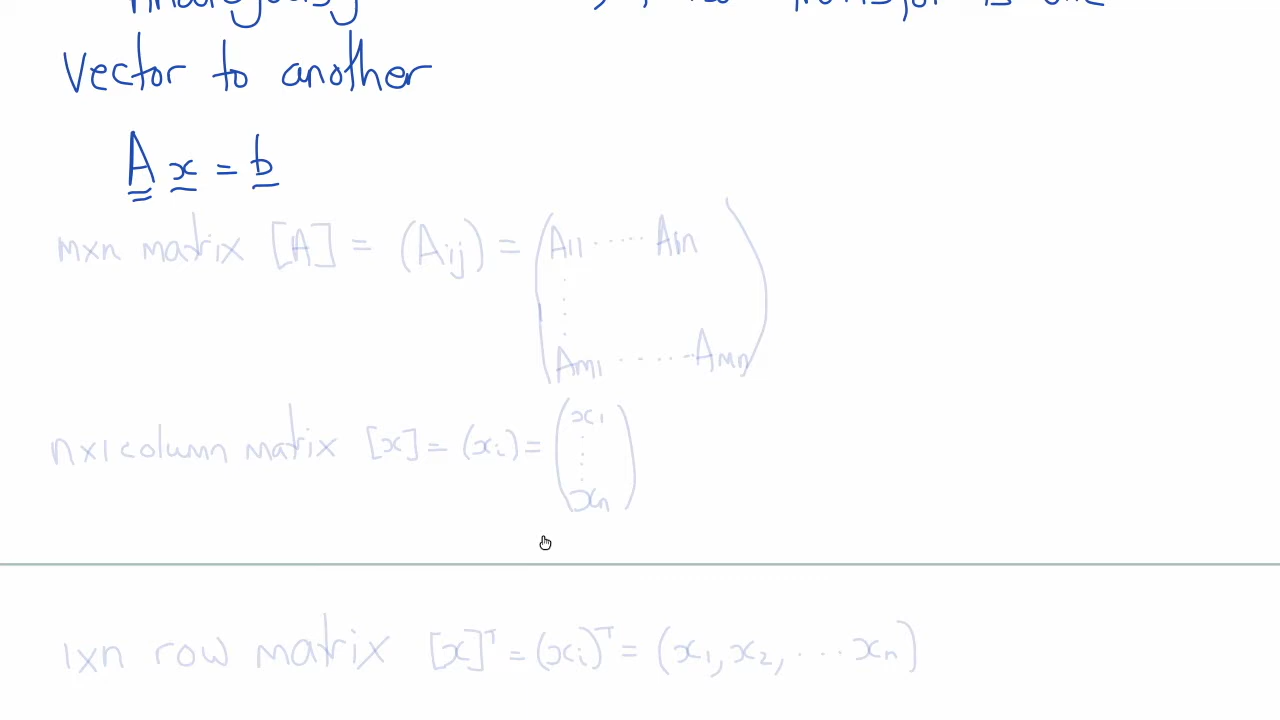 vector to another
A x = b
mxn matrix [A] = (Aij) = (A11 ····· A1n
Am1 ······ Amn)
nx1 column matrix [x] = (xi) = (x1
xn)
1xn row matrix [x]ᵀ = (xi)ᵀ = (x1, x2, ··· xn)